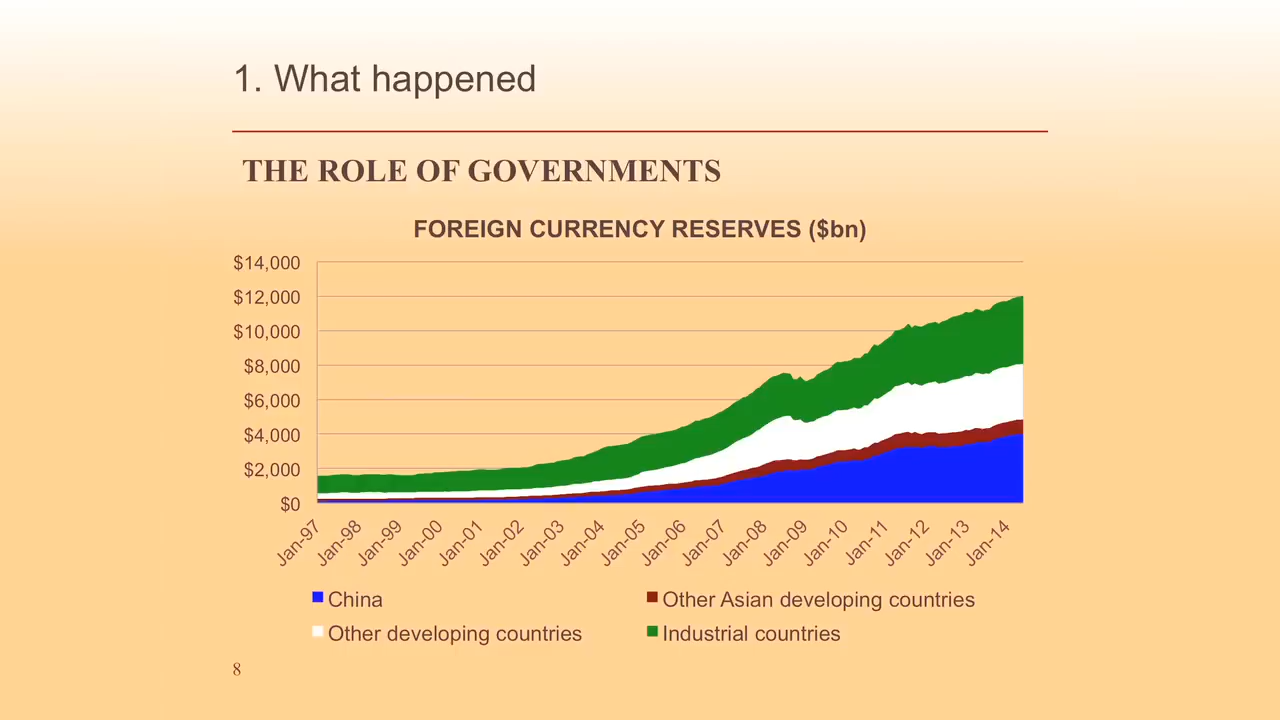 1. What happened
THE ROLE OF GOVERNMENTS
FOREIGN CURRENCY RESERVES ($bn)
$14,000
$12,000
$10,000
$8,000
$6,000
$4,000
$2,000
$0
Jan-97 Jan-98 Jan-99 Jan-00 Jan-01 Jan-02 Jan-03 Jan-04 Jan-05 Jan-06 Jan-07 Jan-08 Jan-09 Jan-10 Jan-11 Jan-12 Jan-13 Jan-14
China Other Asian developing countries
Other developing countries Industrial countries
8